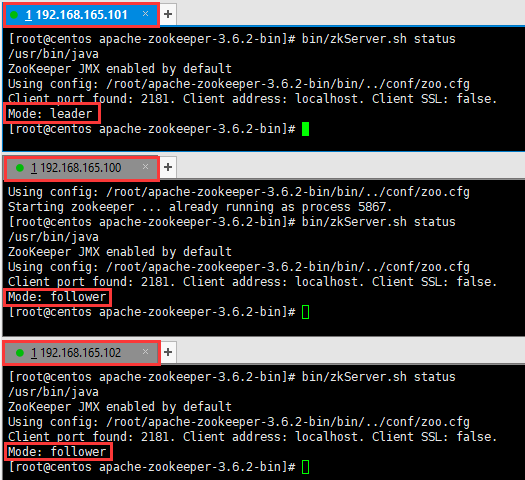 1 192.168.165.101 × +
[root@centos apache-zookeeper-3.6.2-bin]# bin/zkServer.sh status
/usr/bin/java
ZooKeeper JMX enabled by default
Using config: /root/apache-zookeeper-3.6.2-bin/bin/../conf/zoo.cfg
Client port found: 2181. Client address: localhost. Client SSL: false.
Mode: leader
[root@centos apache-zookeeper-3.6.2-bin]#
1 192.168.165.100 × +
Using config: /root/apache-zookeeper-3.6.2-bin/bin/../conf/zoo.cfg
Starting zookeeper ... already running as process 5867.
[root@centos apache-zookeeper-3.6.2-bin]# bin/zkServer.sh status
/usr/bin/java
ZooKeeper JMX enabled by default
Using config: /root/apache-zookeeper-3.6.2-bin/bin/../conf/zoo.cfg
Client port found: 2181. Client address: localhost. Client SSL: false.
Mode: follower
[root@centos apache-zookeeper-3.6.2-bin]#
1 192.168.165.102 × +
[root@centos apache-zookeeper-3.6.2-bin]# bin/zkServer.sh status
/usr/bin/java
ZooKeeper JMX enabled by default
Using config: /root/apache-zookeeper-3.6.2-bin/bin/../conf/zoo.cfg
Client port found: 2181. Client address: localhost. Client SSL: false.
Mode: follower
[root@centos apache-zookeeper-3.6.2-bin]#